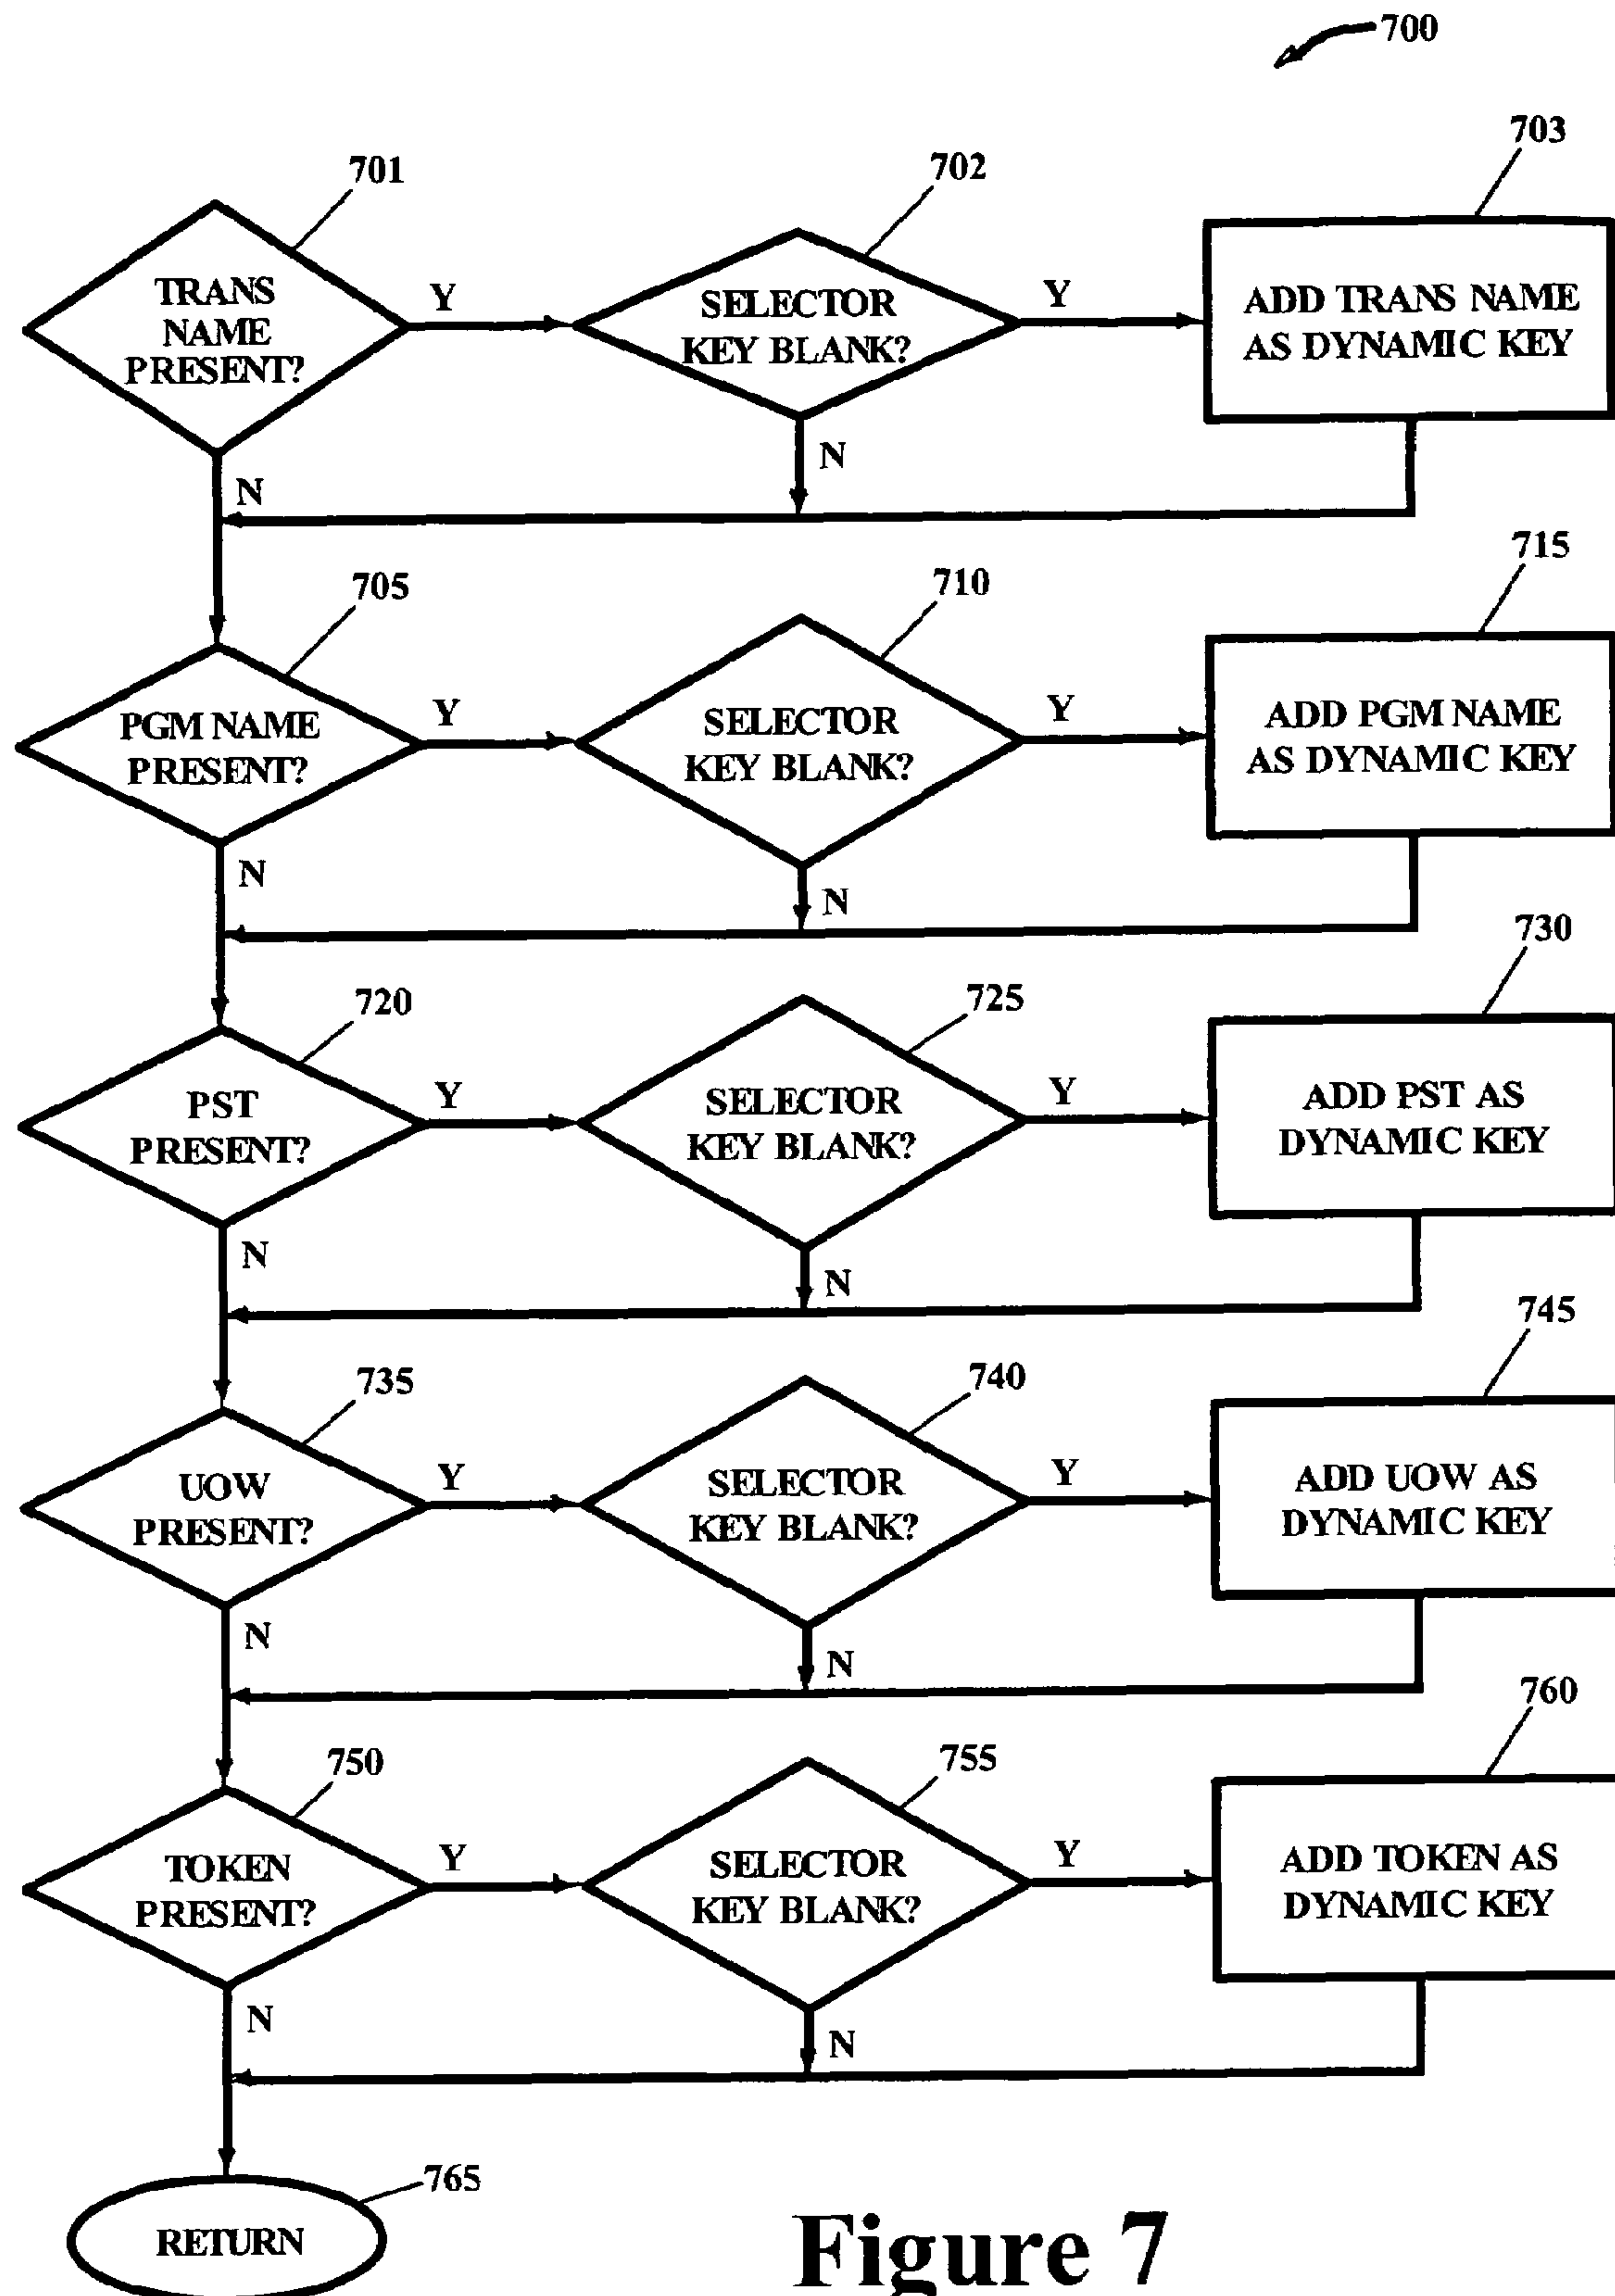 700
701
702
703
TRANS
NAME
PRESENT?
Y
SELECTOR
KEY BLANK?
Y
ADD TRANS NAME
AS DYNAMIC KEY
N
N
705
710
715
PGM NAME
PRESENT?
Y
SELECTOR
KEY BLANK?
Y
ADD PGM NAME
AS DYNAMIC KEY
N
N
720
725
730
PST
PRESENT?
Y
SELECTOR
KEY BLANK?
Y
ADD PST AS
DYNAMIC KEY
N
N
735
740
745
UOW
PRESENT?
Y
SELECTOR
KEY BLANK?
Y
ADD UOW AS
DYNAMIC KEY
N
N
750
755
760
TOKEN
PRESENT?
Y
SELECTOR
KEY BLANK?
Y
ADD TOKEN AS
DYNAMIC KEY
N
N
765
RETURN
Figure 7